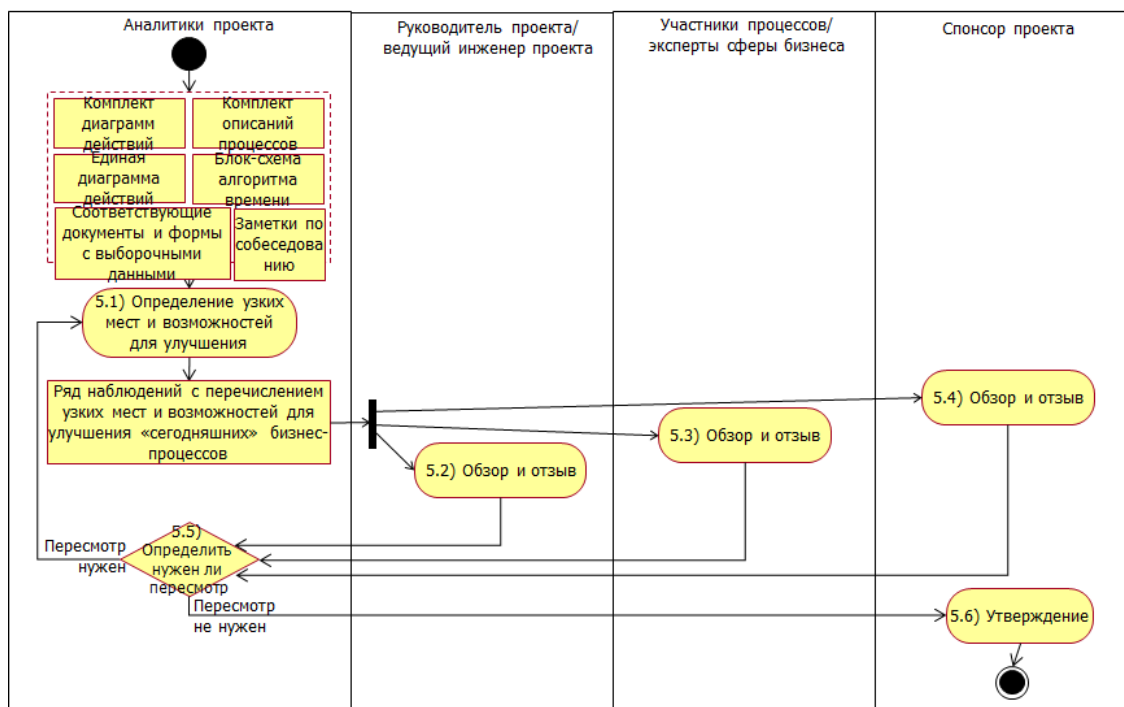 Аналитики проекта
Руководитель проекта/
ведущий инженер проекта
Участники процессов/
эксперты сферы бизнеса
Спонсор проекта
Комплект
диаграмм
действий
Комплект
описаний
процессов
Единая
диаграмма
действий
Блок-схема
алгоритма
времени
Соответствующие
документы и формы
с выборочными
данными
Заметки по
собеседова
нию
5.1) Определение узких
мест и возможностей
для улучшения
Ряд наблюдений с перечислением
узких мест и возможностей для
улучшения «сегодняшних» бизнес-
процессов
5.4) Обзор и отзыв
5.3) Обзор и отзыв
5.2) Обзор и отзыв
5.5)
Определить
нужен ли
пересмотр
Пересмотр
нужен
Пересмотр
не нужен
5.6) Утверждение